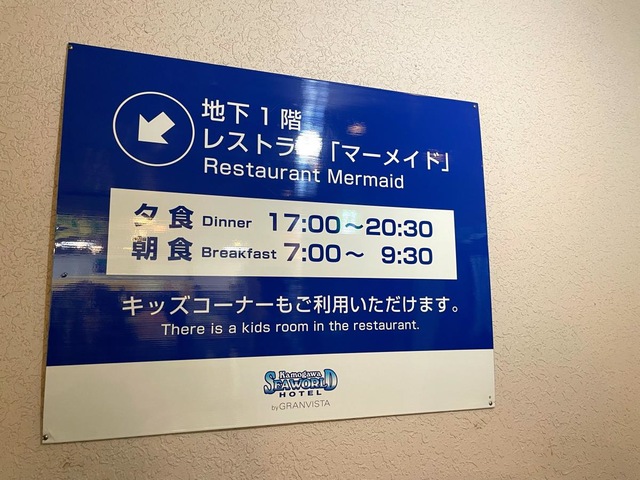 地下1階
レストラン「マーメイド」
Restaurant Mermaid
夕食 Dinner 17:00～20:30
朝食 Breakfast 7:00～ 9:30
キッズコーナーもご利用いただけます。
There is a kids room in the restaurant.
Kamogawa
SEAWORLD
HOTEL
by GRANVISTA